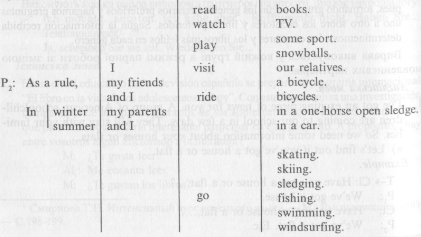 read books.
watch TV.
play some sport.
snowballs.
I visit our relatives.
P₂: As a rule, my friends a bicycle.
and I ride bicycles.
In winter my parents in a one-horse open sledge.
summer and I in a car.
skating.
skiing.
sledging.
go fishing.
swimming.
windsurfing.